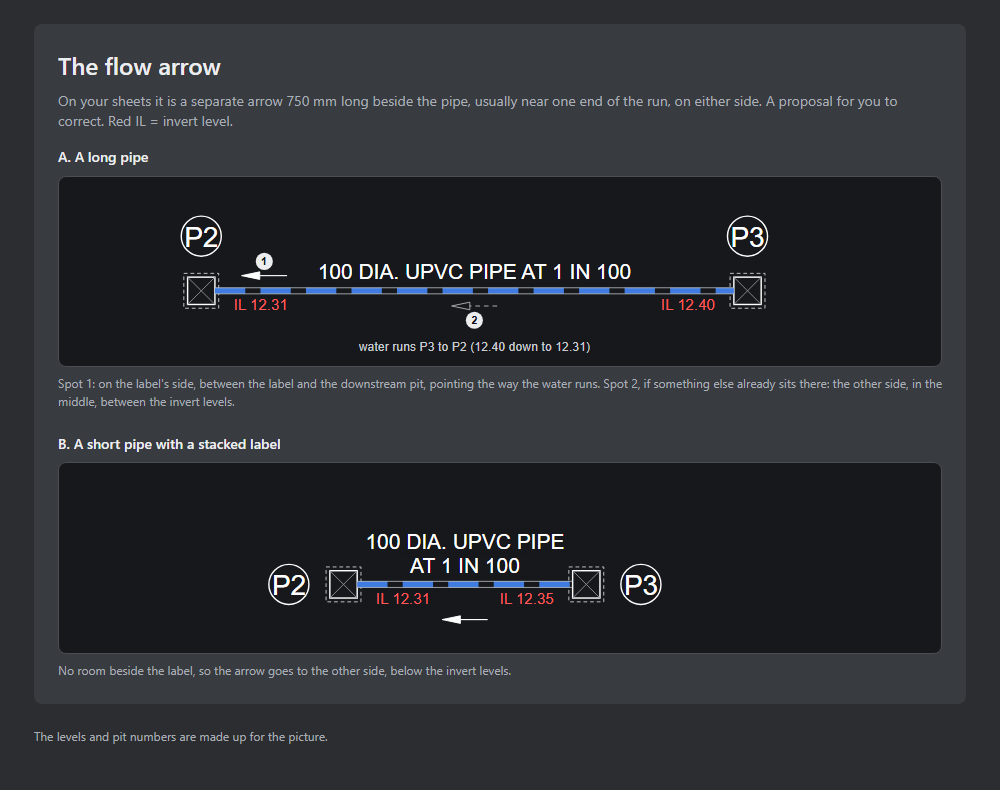 The flow arrow
On your sheets it is a separate arrow 750 mm long beside the pipe, usually near one end of the run, on either side. A proposal for you to
correct. Red IL = invert level.
A. A long pipe
P2
P3
1
100 DIA. UPVC PIPE AT 1 IN 100
IL 12.31
IL 12.40
2
water runs P3 to P2 (12.40 down to 12.31)
Spot 1: on the label's side, between the label and the downstream pit, pointing the way the water runs. Spot 2, if something else already sits there: the other side, in the
middle, between the invert levels.
B. A short pipe with a stacked label
100 DIA. UPVC PIPE
AT 1 IN 100
P2
P3
IL 12.31
IL 12.35
No room beside the label, so the arrow goes to the other side, below the invert levels.
The levels and pit numbers are made up for the picture.